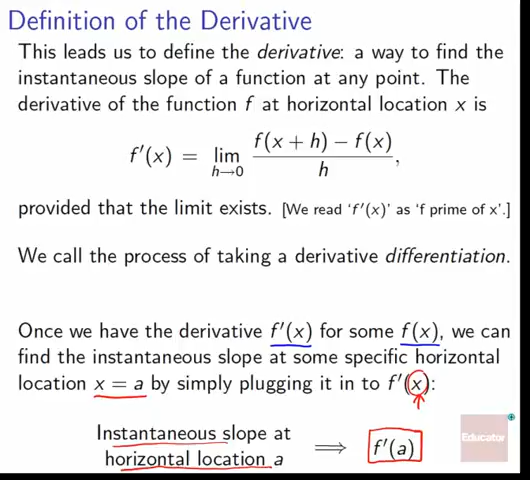 Definition of the Derivative
This leads us to define the derivative: a way to find the
instantaneous slope of a function at any point. The
derivative of the function f at horizontal location x is
f′(x) = lim h→0 f(x + h) − f(x) / h,
provided that the limit exists. [We read ‘f′(x)’ as ‘f prime of x’.]
We call the process of taking a derivative differentiation.
Once we have the derivative f′(x) for some f(x), we can
find the instantaneous slope at some specific horizontal
location x = a by simply plugging it in to f′(x):
Instantaneous slope at
horizontal location a ⟹ f′(a)
Educator